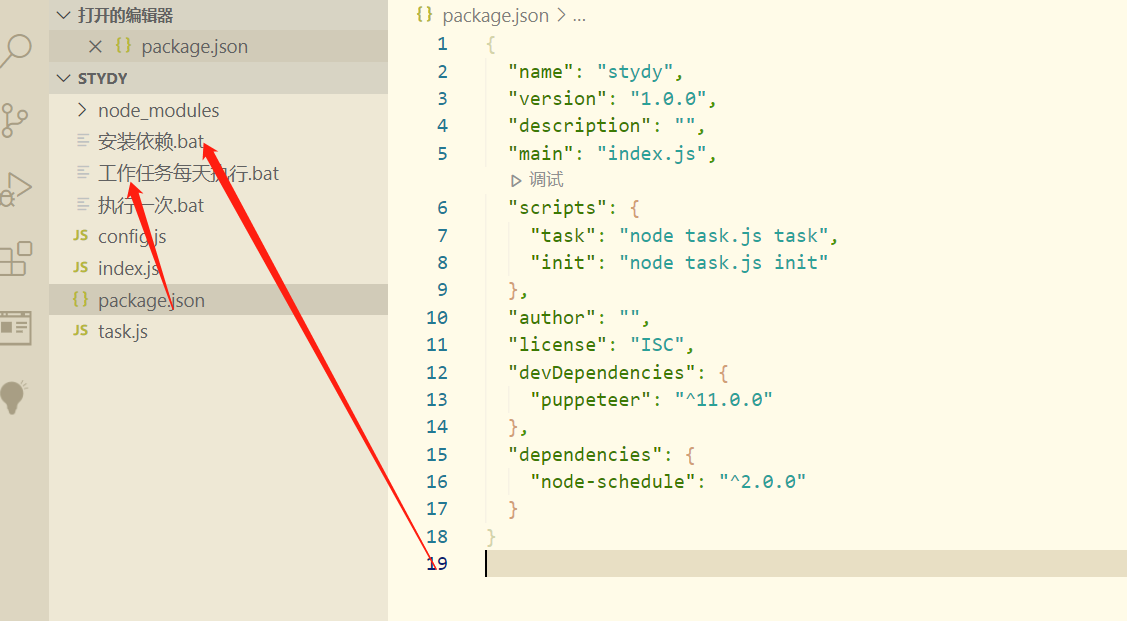 打开的编辑器
package.json
STYDY
node_modules
安装依赖.bat
工作任务每天执行.bat
执行一次.bat
config.js
index.js
package.json
task.js
package.json > ...
1 {
2 "name": "stydy",
3 "version": "1.0.0",
4 "description": "",
5 "main": "index.js",
调试
6 "scripts": {
7 "task": "node task.js task",
8 "init": "node task.js init"
9 },
10 "author": "",
11 "license": "ISC",
12 "devDependencies": {
13 "puppeteer": "^11.0.0"
14 },
15 "dependencies": {
16 "node-schedule": "^2.0.0"
17 }
18 }
19